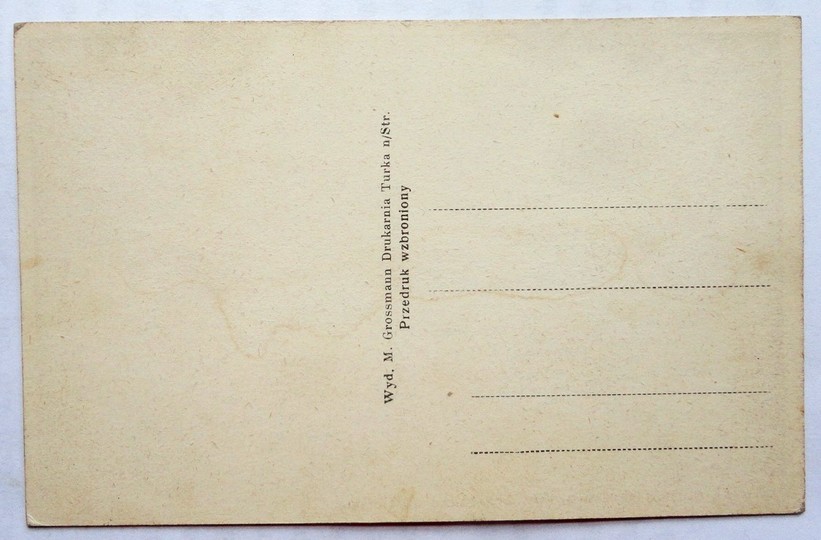 Wyd. M. Grossmann Drukarnia Turka n/Str.
Przedruk wzbroniony